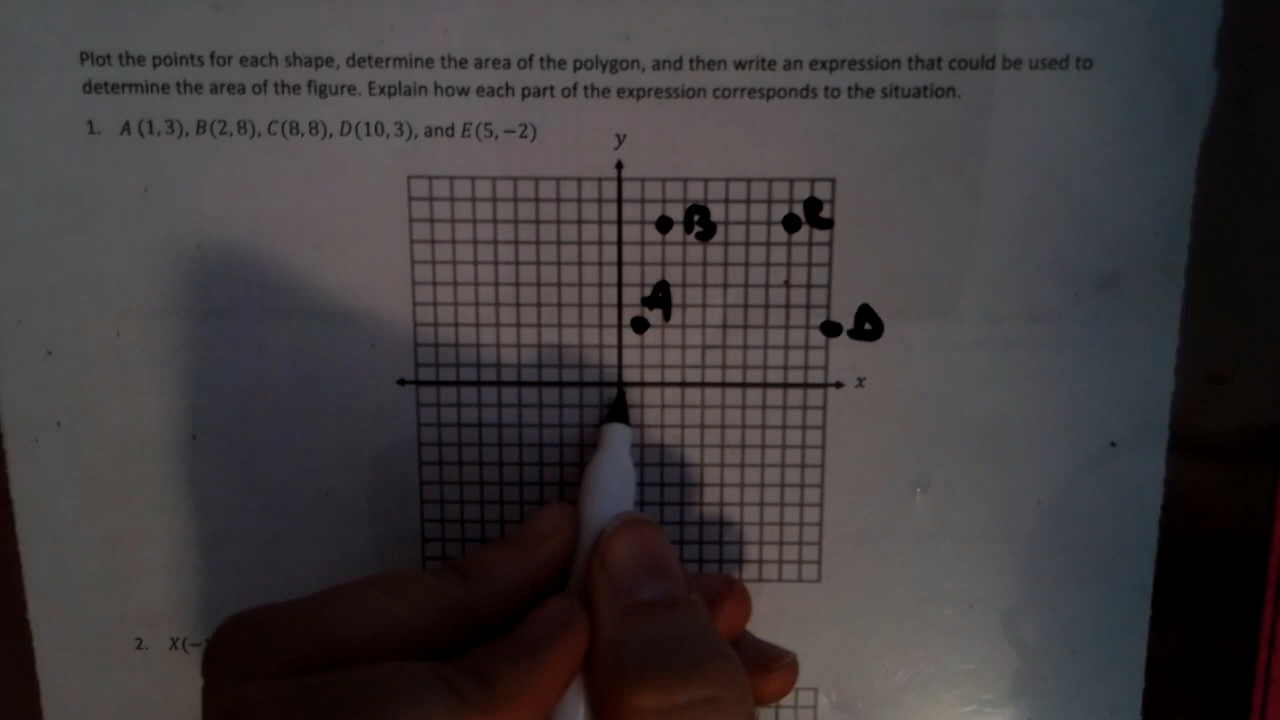 Plot the points for each shape, determine the area of the polygon, and then write an expression that could be used to
determine the area of the figure. Explain how each part of the expression corresponds to the situation.
1. A (1,3), B(2,8), C(8,8), D(10,3), and E(5,−2)
y
B
C
A
D
x
2. X(−